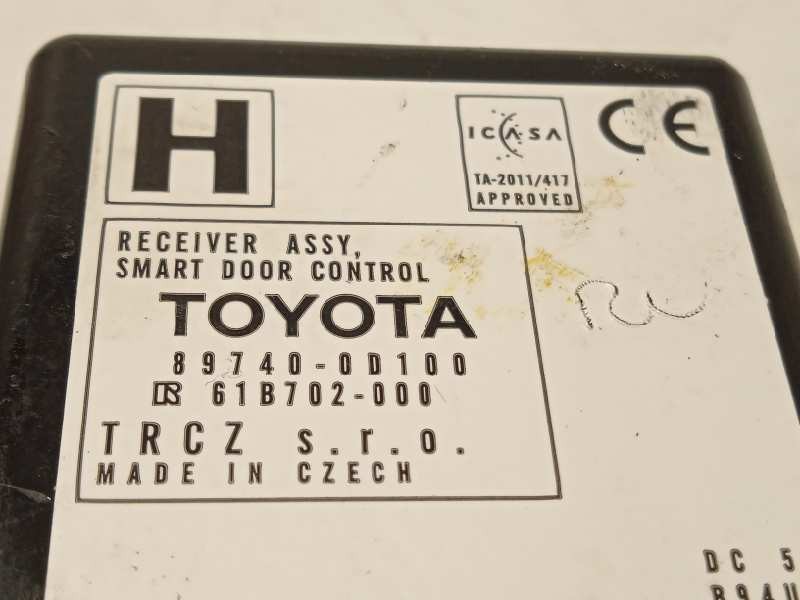 H
ICASA
TA-2011/417
APPROVED
CE
RECEIVER ASSY,
SMART DOOR CONTROL
TOYOTA
89740-0D100
R 61B702-000
TRCZ s.r.o.
MADE IN CZECH
DC 5
B94U